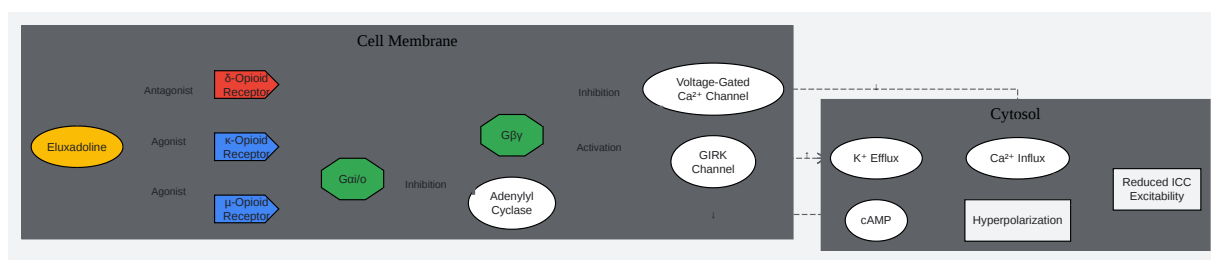 Cell Membrane
Eluxadoline
Antagonist
Agonist
Agonist
δ-Opioid
Receptor
κ-Opioid
Receptor
μ-Opioid
Receptor
Gαi/o
Inhibition
Gβγ
Adenylyl
Cyclase
Inhibition
Activation
Voltage-Gated
Ca²⁺ Channel
GIRK
Channel
↓
↓
↑
Cytosol
K⁺ Efflux
Ca²⁺ Influx
cAMP
Hyperpolarization
Reduced ICC
Excitability